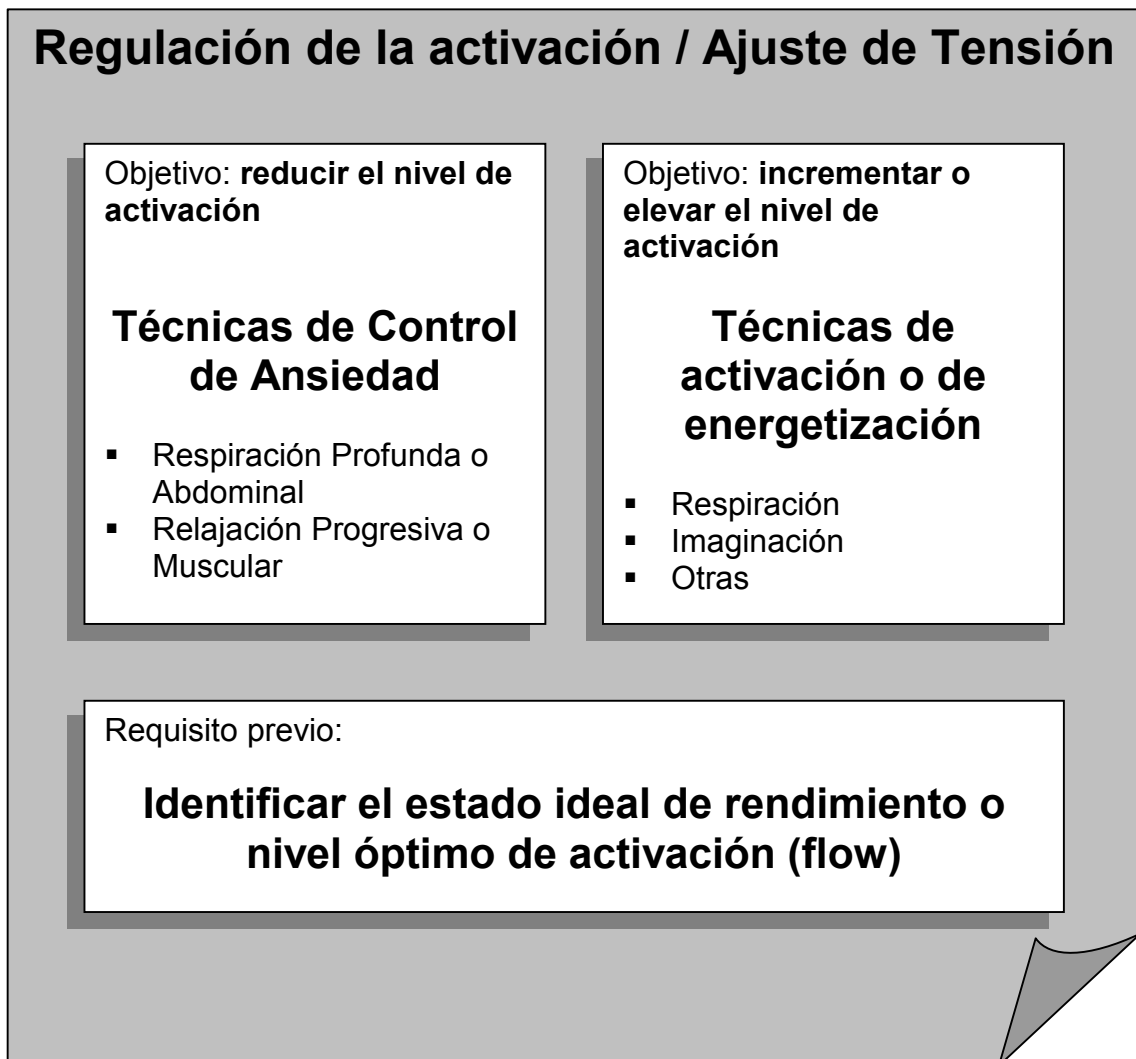 Regulación de la activación / Ajuste de Tensión
Objetivo: reducir el nivel de
activación
Técnicas de Control
de Ansiedad
▪ Respiración Profunda o
Abdominal
▪ Relajación Progresiva o
Muscular
Objetivo: incrementar o
elevar el nivel de
activación
Técnicas de
activación o de
energetización
▪ Respiración
▪ Imaginación
▪ Otras
Requisito previo:
Identificar el estado ideal de rendimiento o
nivel óptimo de activación (flow)